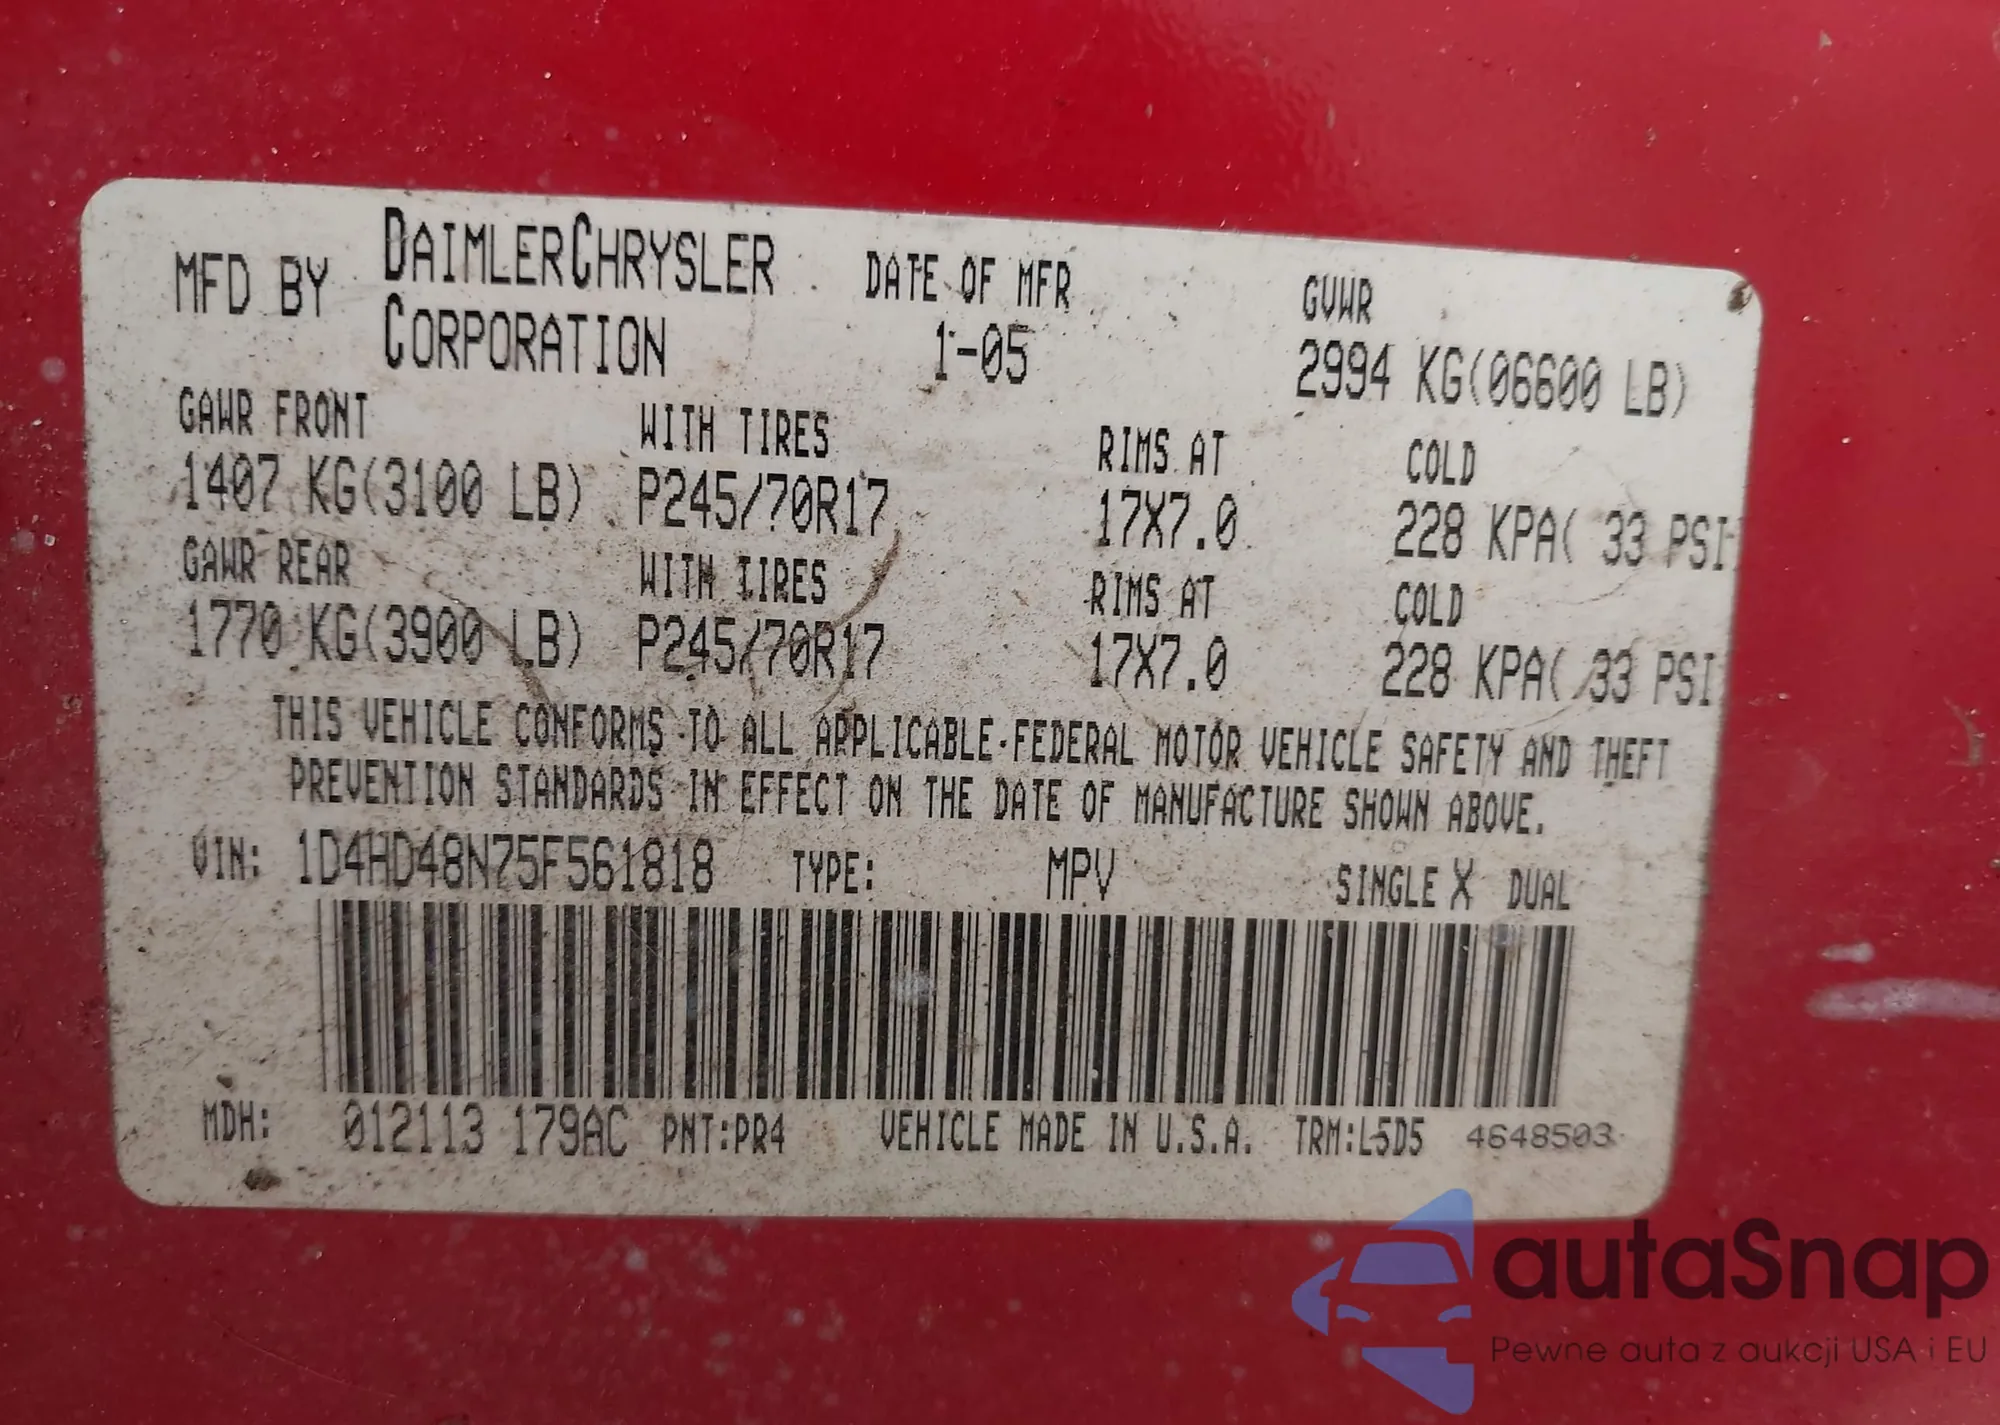 MFD BY DAIMLERCHRYSLER CORPORATION DATE OF MFR 1-05 GVWR 2994 KG(06600 LB)
GAWR FRONT WITH TIRES RIMS AT COLD
1407 KG(3100 LB) P245/70R17 17X7.0 228 KPA( 33 PSI)
GAWR REAR WITH TIRES RIMS AT COLD
1770 KG(3900 LB) P245/70R17 17X7.0 228 KPA( 33 PSI
THIS VEHICLE CONFORMS TO ALL APPLICABLE FEDERAL MOTOR VEHICLE SAFETY AND THEFT
PREVENTION STANDARDS IN EFFECT ON THE DATE OF MANUFACTURE SHOWN ABOVE.
VIN: 1D4HD48N75F561818 TYPE: MPV SINGLE X DUAL
MDH: 012113 179AC PNT:PR4 VEHICLE MADE IN U.S.A. TRM:L5D5 4648503
autaSnap
Pewne auta z aukcji USA i EU